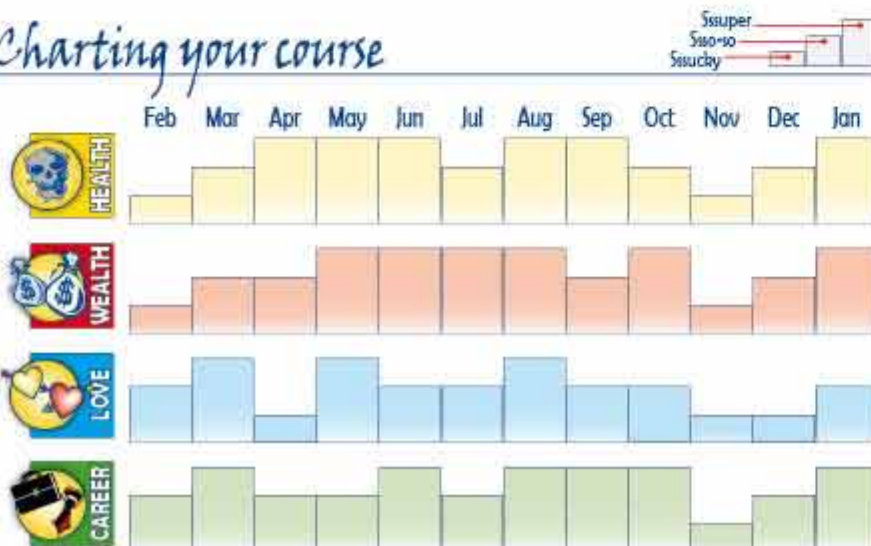 Charting your course
Sssuper
Ssso-so
Sssucky
Feb Mar Apr May Jun Jul Aug Sep Oct Nov Dec Jan
HEALTH
WEALTH
$ $
LOVE
CAREER